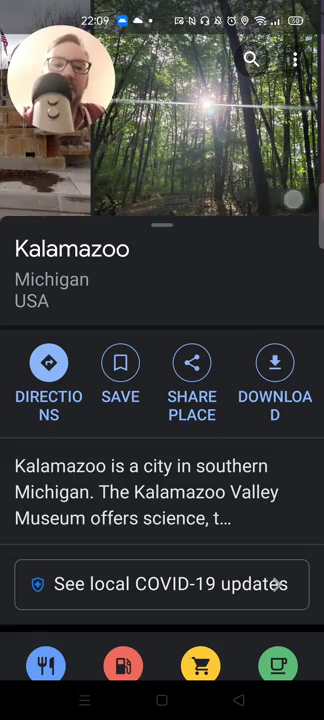 22:09
Kalamazoo
Michigan
USA
DIRECTIO
NS
SAVE
SHARE
PLACE
DOWNLOA
D
Kalamazoo is a city in southern
Michigan. The Kalamazoo Valley
Museum offers science, t...
See local COVID-19 updates